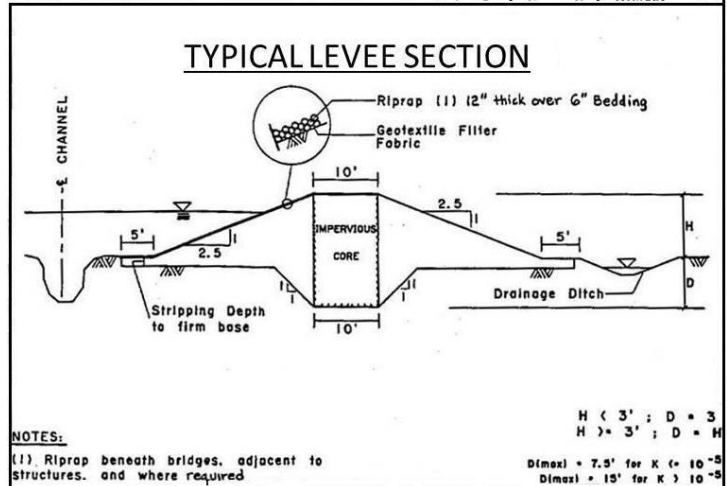 TYPICAL LEVEE SECTION
℄ CHANNEL
Riprap (1) 12" thick over 6" Bedding
Geotextile Filter
Fabric
10'
2.5
1
H
5'
IMPERVIOUS
CORE
1
2.5
5'
D
1
1
1
1
Drainage Ditch
Stripping Depth
to firm base
10'
H < 3' ; D = 3
H >= 3' ; D = H
NOTES:
(1) Riprap beneath bridges, adjacent to
structures, and where required
D(max) = 7.5' for K <= 10⁻⁵
D(max) = 15' for K > 10⁻⁵